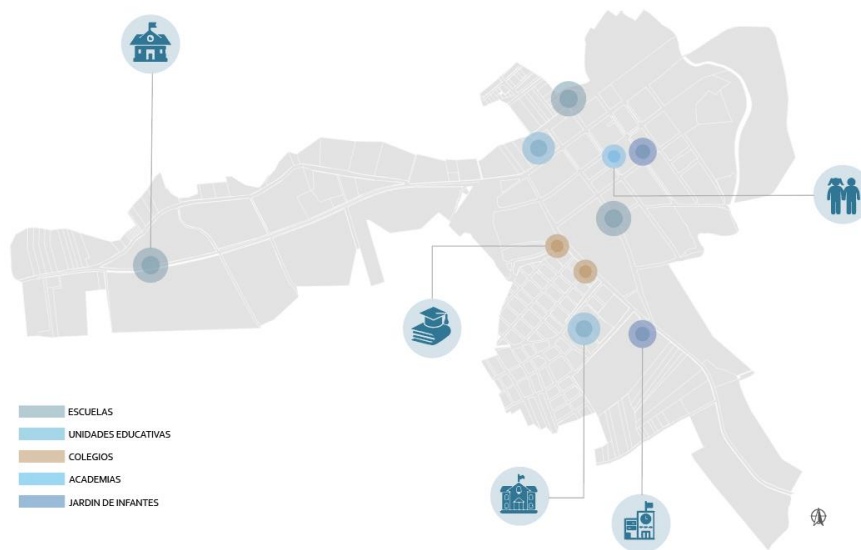 ESCUELAS
UNIDADES EDUCATIVAS
COLEGIOS
ACADEMIAS
JARDIN DE INFANTES